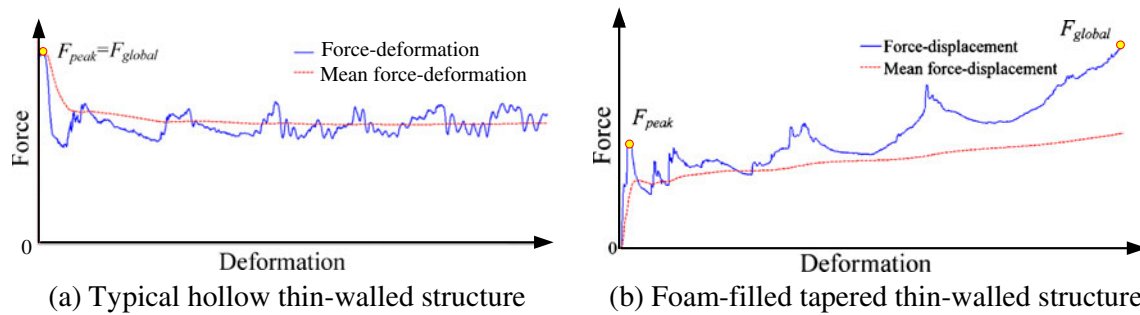 F_peak=F_global
Force-deformation
Mean force-deformation
Force
0
Deformation
(a) Typical hollow thin-walled structure
F_global
Force-displacement
Mean force-displacement
F_peak
Force
0
Deformation
(b) Foam-filled tapered thin-walled structure